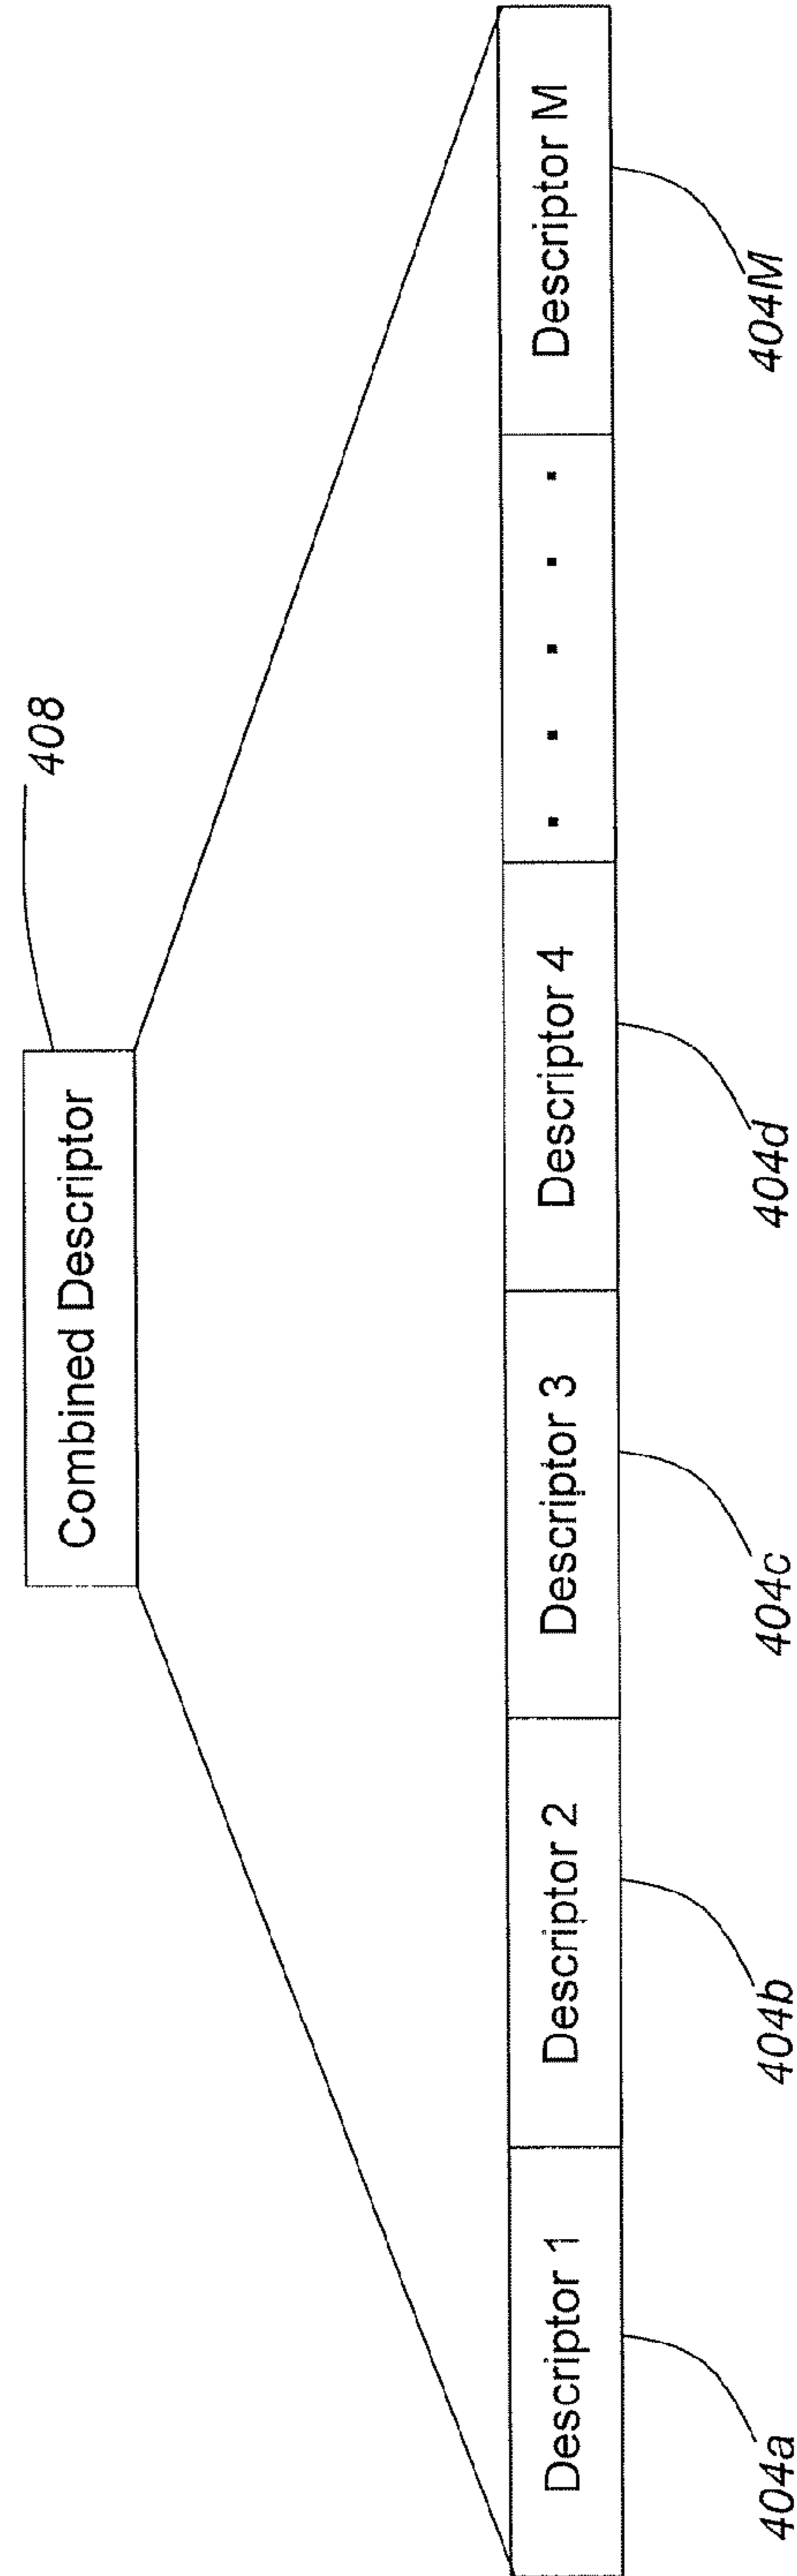 408
Combined Descriptor
Descriptor 1
Descriptor 2
Descriptor 3
Descriptor 4
. . . . .
Descriptor M
404a
404b
404c
404d
404M